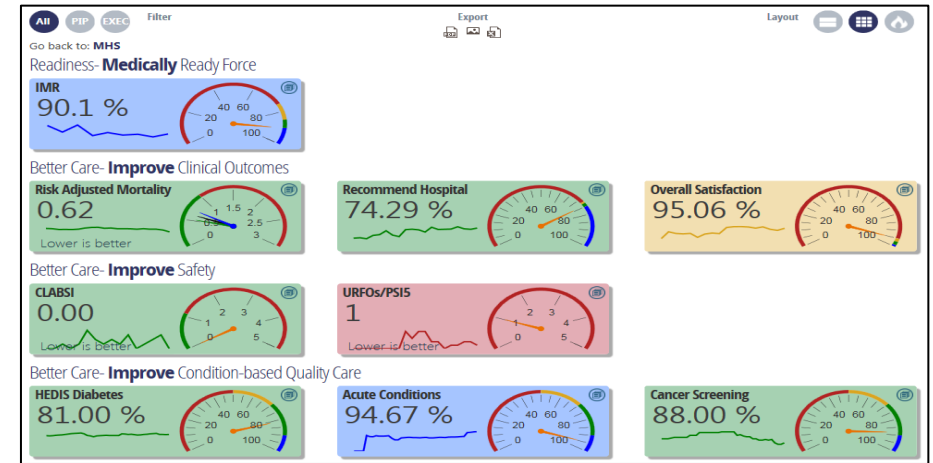 All PIP EXEC Filter Export Layout
Go back to: MHS
Readiness- Medically Ready Force
IMR
90.1 %
0 20 40 60 80 100
Better Care- Improve Clinical Outcomes
Risk Adjusted Mortality
0.62
Lower is better
0 0.5 1 1.5 2 2.5 3
Recommend Hospital
74.29 %
0 20 40 60 80 100
Overall Satisfaction
95.06 %
0 20 40 60 80 100
Better Care- Improve Safety
CLABSI
0.00
Lower is better
0 1 2 3 4 5
URFOs/PSI5
1
Lower is better
0 1 2 3 4 5
Better Care- Improve Condition-based Quality Care
HEDIS Diabetes
81.00 %
0 20 40 60 80 100
Acute Conditions
94.67 %
0 20 40 60 80 100
Cancer Screening
88.00 %
0 20 40 60 80 100